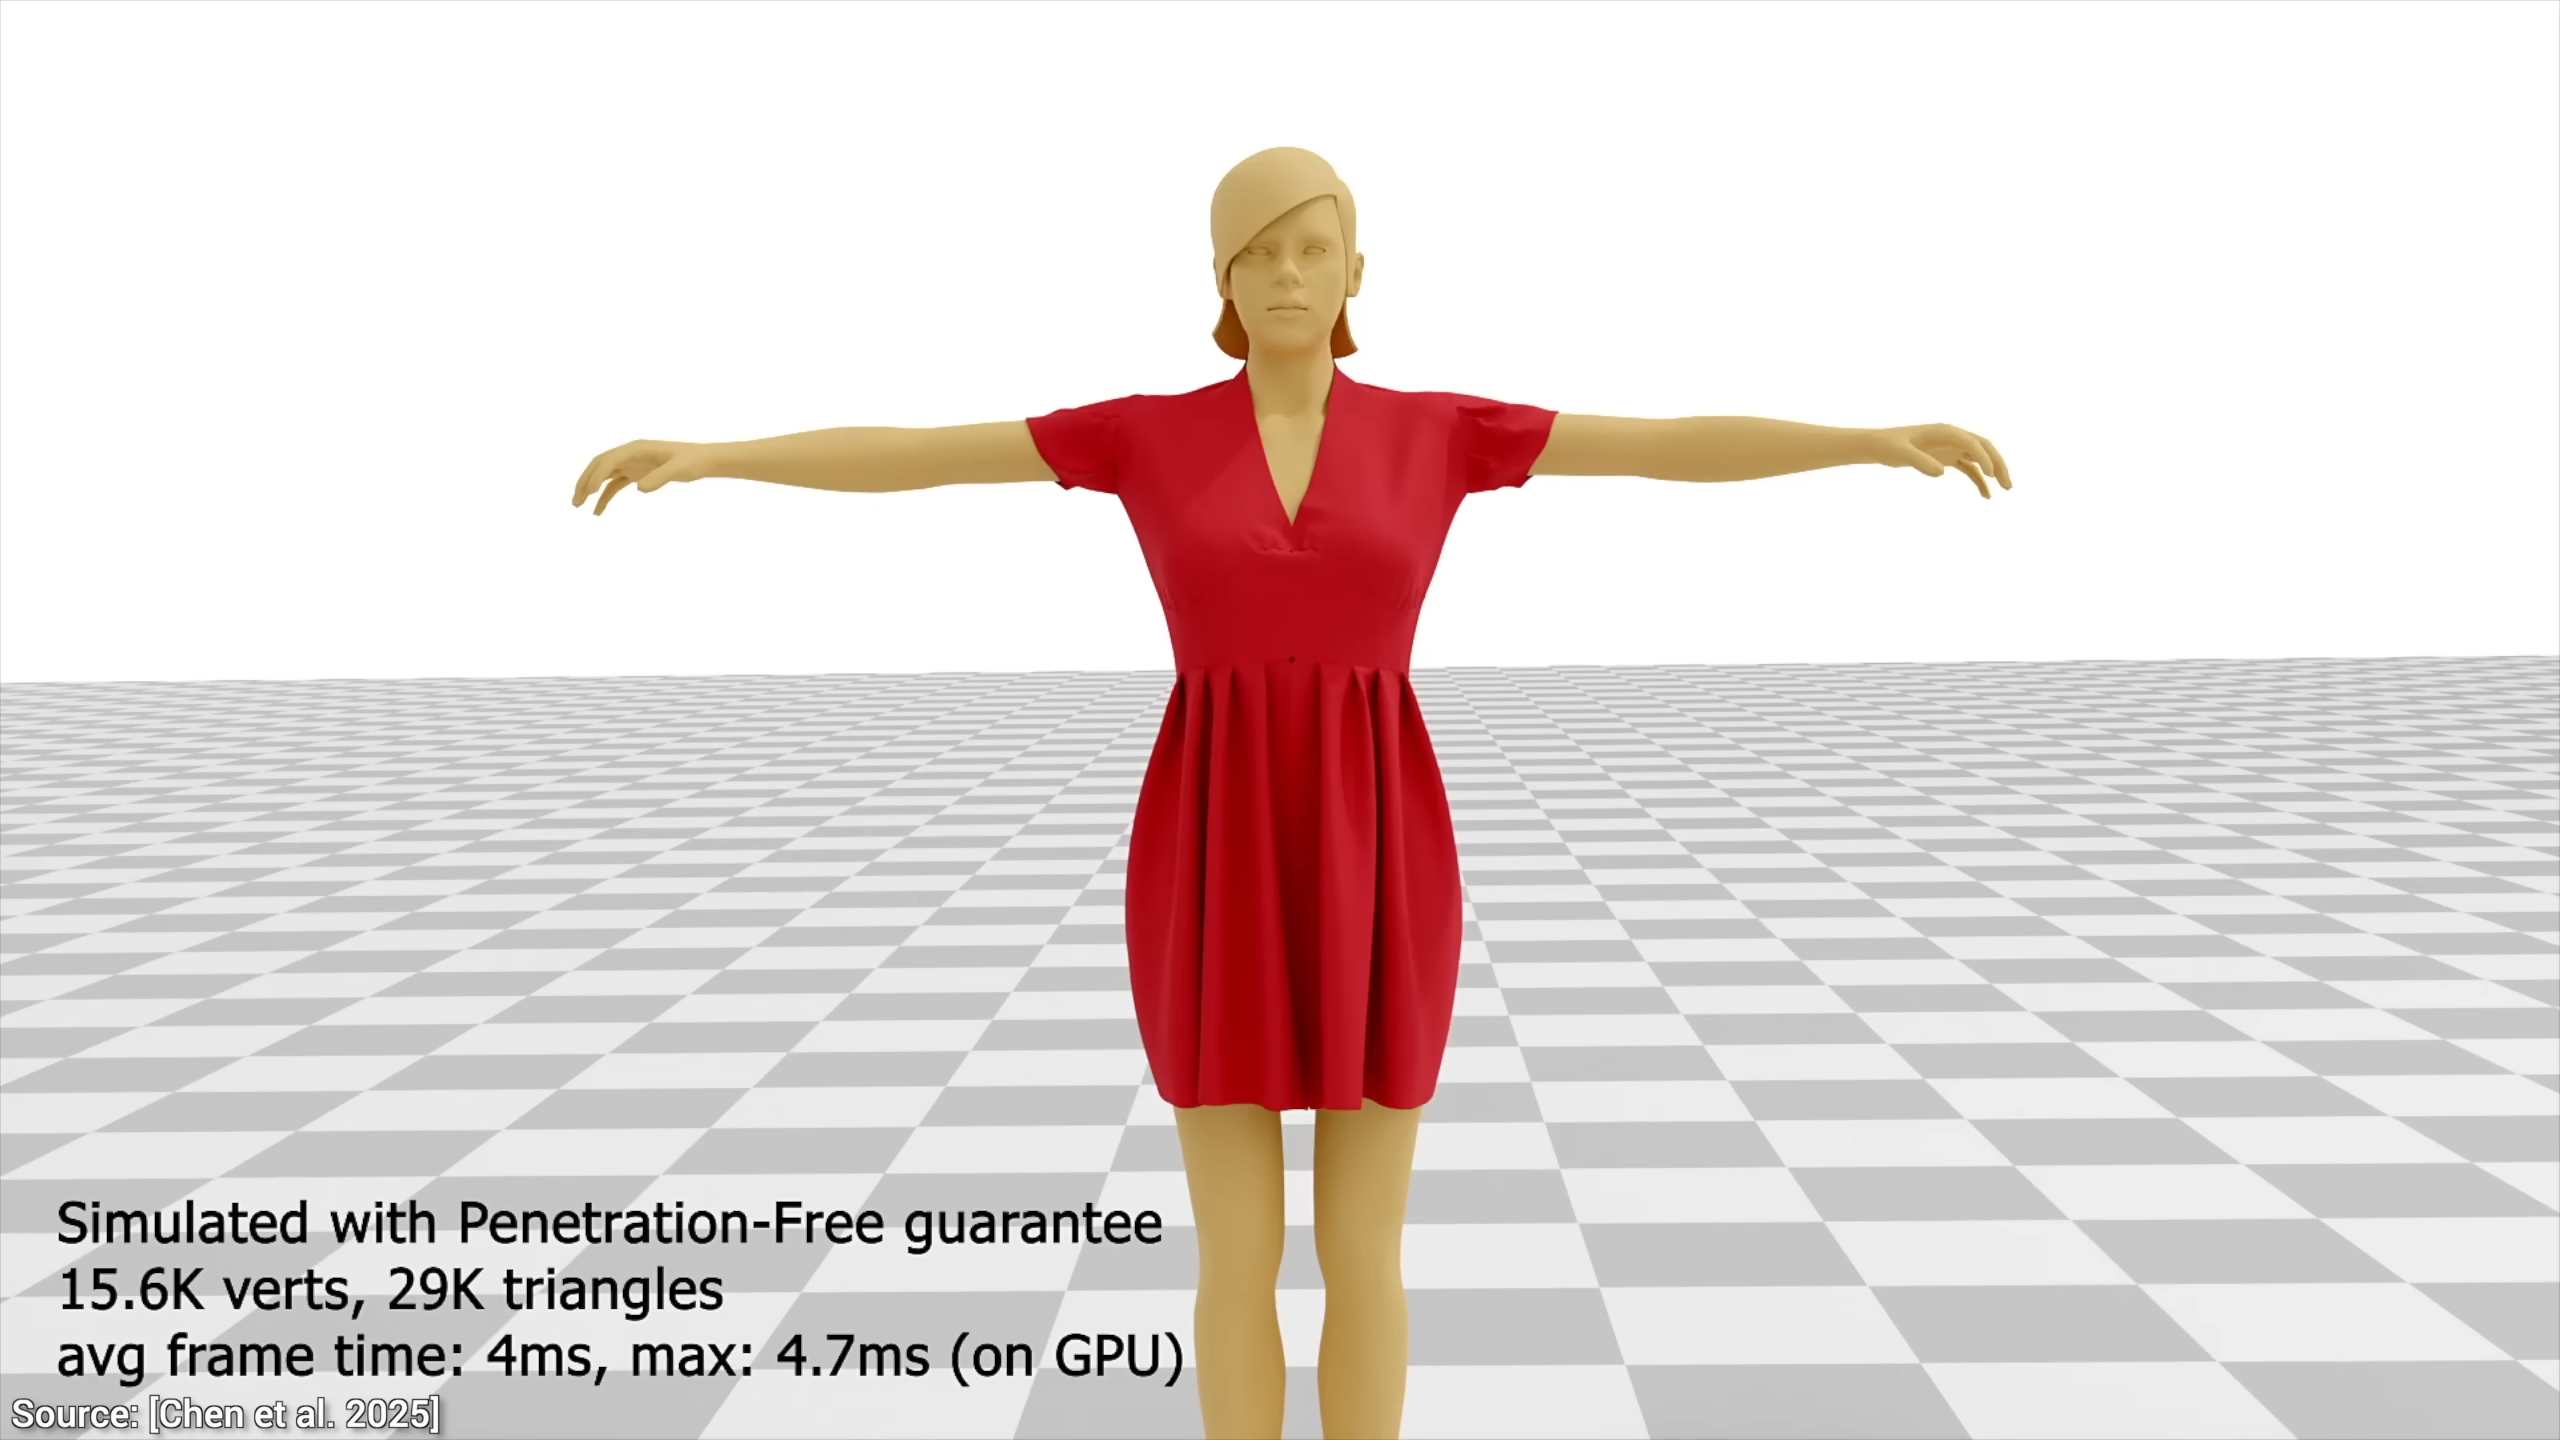 Simulated with Penetration-Free guarantee
15.6K verts, 29K triangles
avg frame time: 4ms, max: 4.7ms (on GPU)
Source: [Chen et al. 2025]